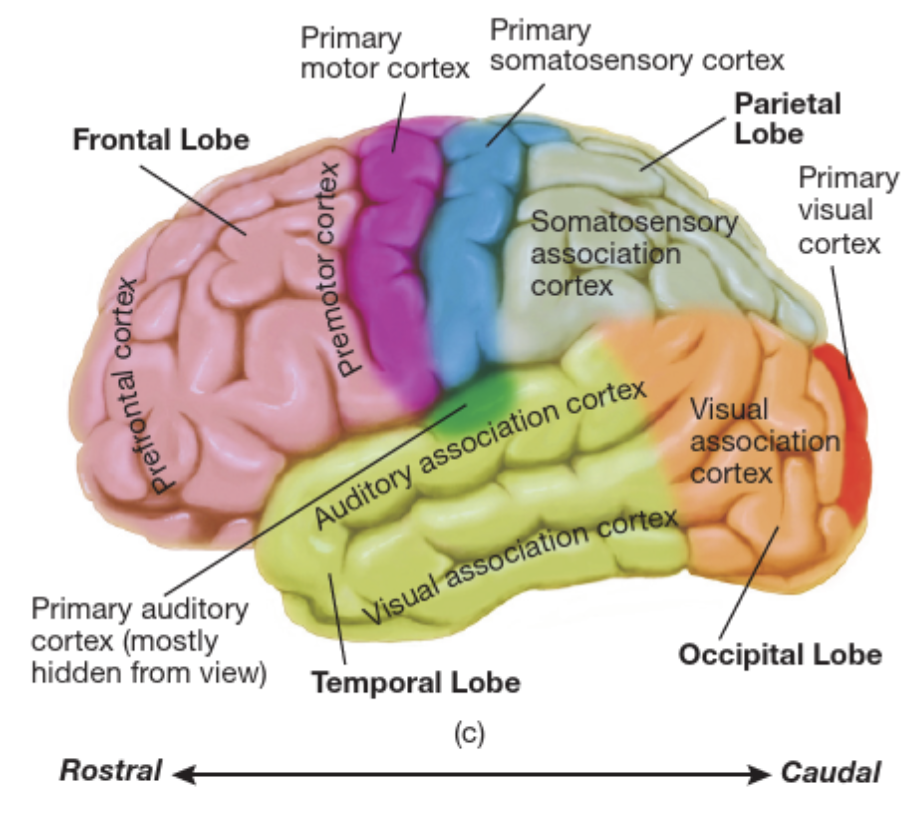 Primary
motor cortex
Primary
somatosensory cortex
Parietal
Lobe
Frontal Lobe
Primary
visual
cortex
Premotor cortex
Somatosensory
association
cortex
Prefrontal cortex
Auditory association cortex
Visual
association
cortex
Visual association cortex
Primary auditory
cortex (mostly
hidden from view)
Temporal Lobe
Occipital Lobe
(c)
Rostral
Caudal